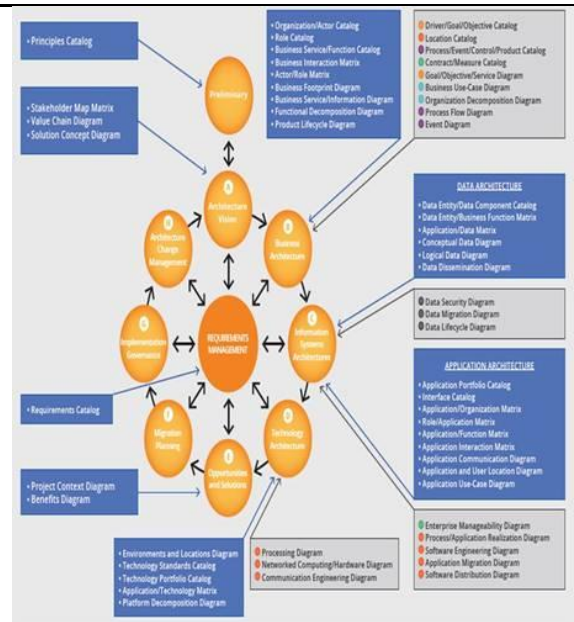 • Principles Catalog
• Stakeholder Map Matrix
• Value Chain Diagram
• Solution Concept Diagram
• Organization/Actor Catalog
• Role Catalog
• Business Service/Function Catalog
• Business Interaction Matrix
• Actor/Role Matrix
• Business Footprint Diagram
• Business Service/Information Diagram
• Functional Decomposition Diagram
• Product Lifecycle Diagram
Driver/Goal/Objective Catalog
Location Catalog
Process/Event/Control/Product Catalog
Contract/Measure Catalog
Goal/Objective/Service Diagram
Business Use-Case Diagram
Organization Decomposition Diagram
Process Flow Diagram
Event Diagram
Preliminary
A
Architecture
Vision
B
Business
Architecture
C
Information
Systems
Architectures
D
Technology
Architecture
E
Opportunities
and Solutions
F
Migration
Planning
G
Implementation
Governance
H
Architecture
Change
Management
REQUIREMENTS
MANAGEMENT
DATA ARCHITECTURE
• Data Entity/Data Component Catalog
• Data Entity/Business Function Matrix
• Application/Data Matrix
• Conceptual Data Diagram
• Logical Data Diagram
• Data Dissemination Diagram
Data Security Diagram
Data Migration Diagram
Data Lifecycle Diagram
APPLICATION ARCHITECTURE
• Application Portfolio Catalog
• Interface Catalog
• Application/Organization Matrix
• Role/Application Matrix
• Application/Function Matrix
• Application Interaction Matrix
• Application Communication Diagram
• Application and User Location Diagram
• Application Use-Case Diagram
Enterprise Manageability Diagram
Process/Application Realization Diagram
Software Engineering Diagram
Application Migration Diagram
Software Distribution Diagram
• Requirements Catalog
• Project Context Diagram
• Benefits Diagram
• Environments and Locations Diagram
• Technology Standards Catalog
• Technology Portfolio Catalog
• Application/Technology Matrix
• Platform Decomposition Diagram
Processing Diagram
Networked Computing/Hardware Diagram
Communication Engineering Diagram